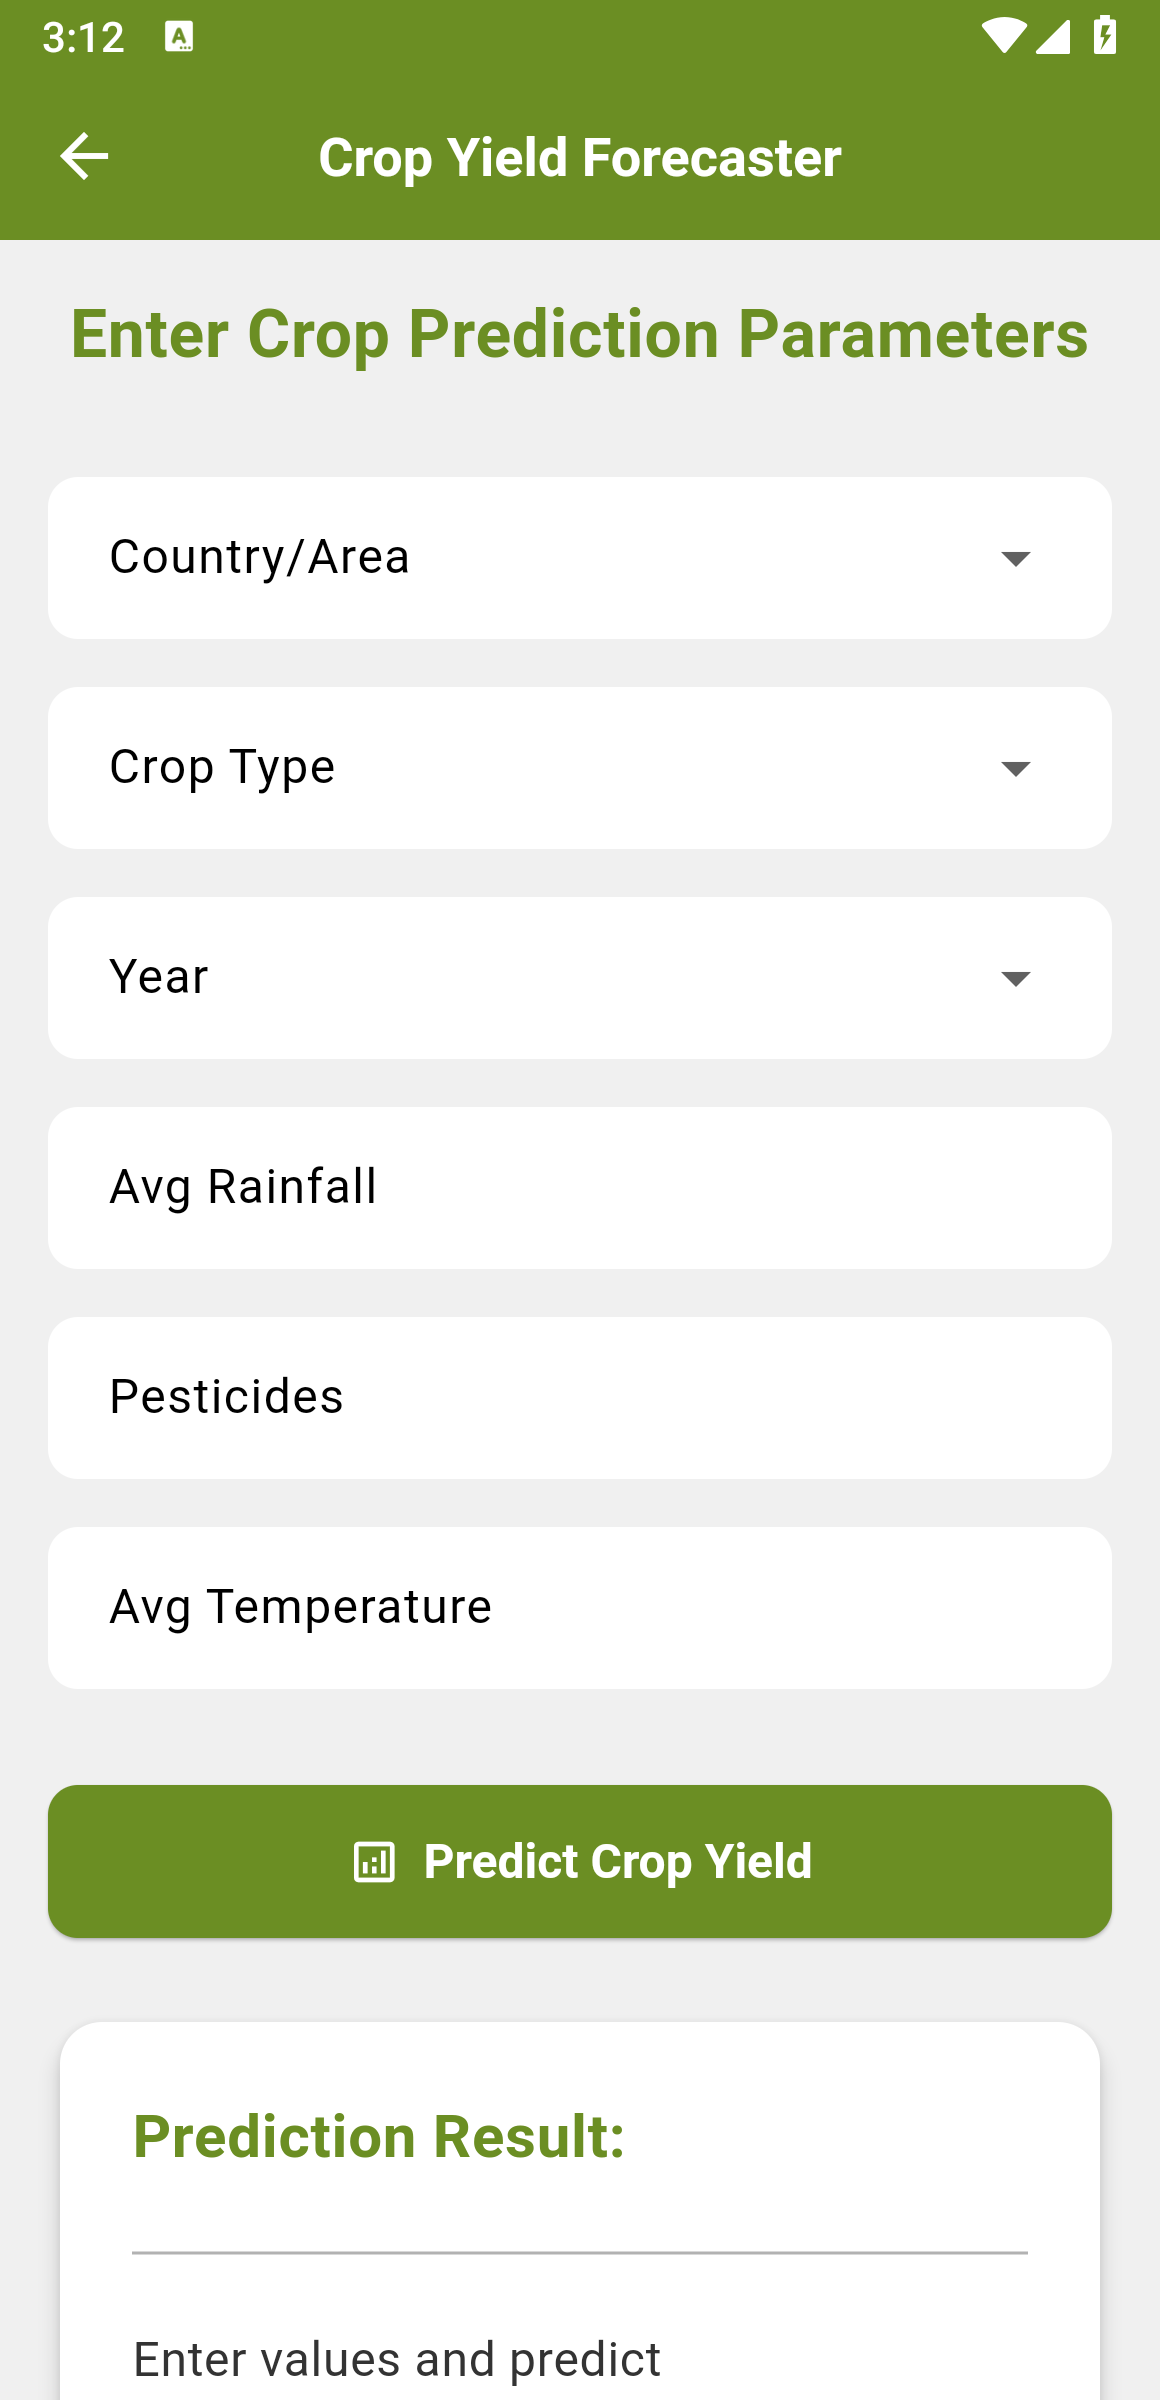 3:12
Crop Yield Forecaster
Enter Crop Prediction Parameters
Country/Area
Crop Type
Year
Avg Rainfall
Pesticides
Avg Temperature
Predict Crop Yield
Prediction Result:
Enter values and predict